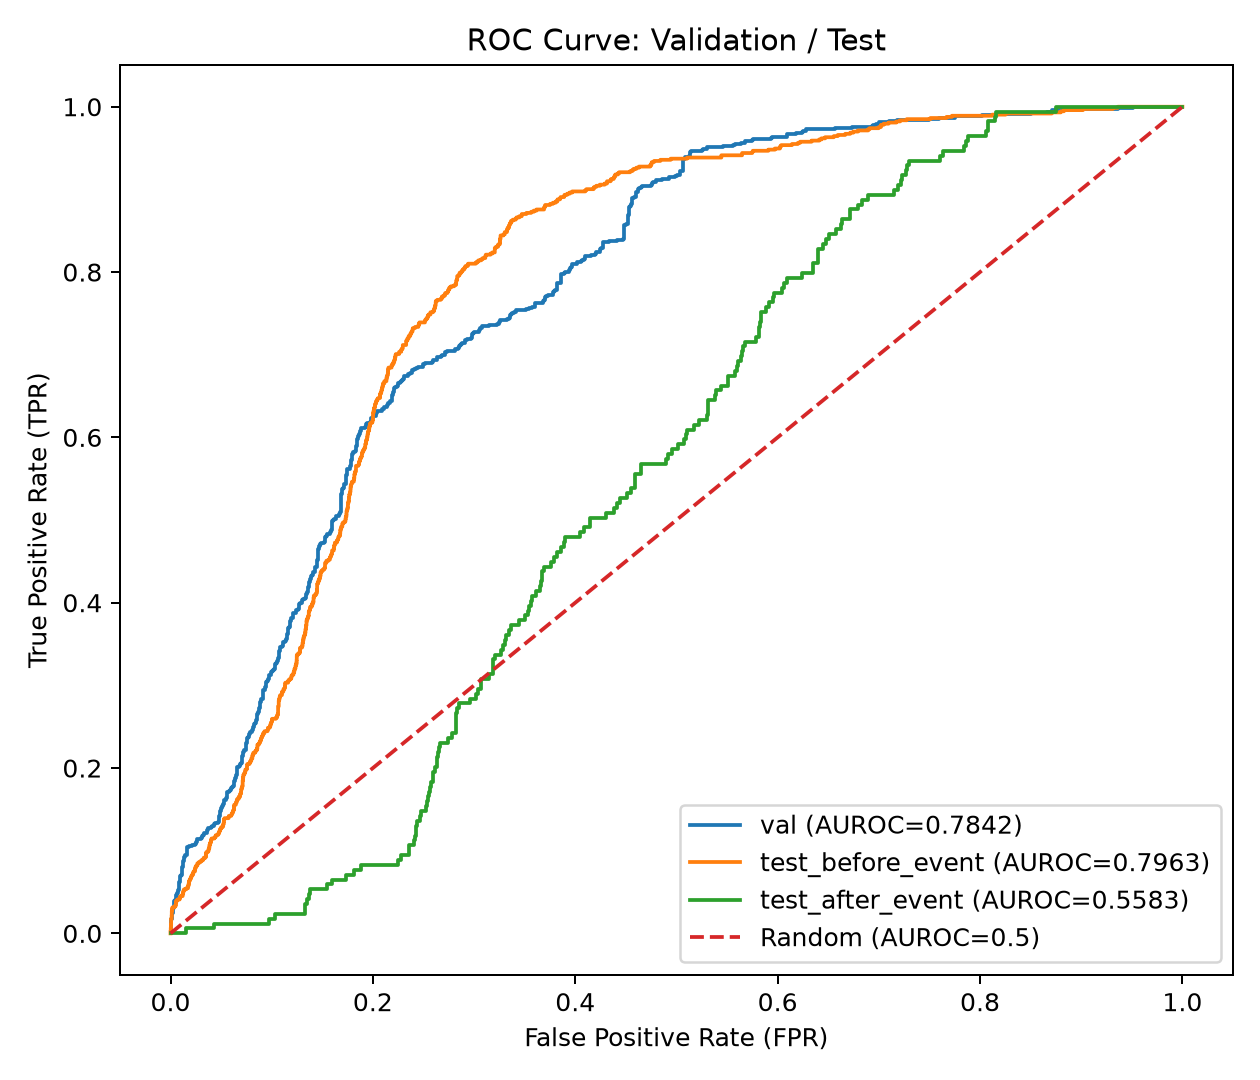 ROC Curve: Validation / Test
True Positive Rate (TPR)
1.0
0.8
0.6
0.4
0.2
0.0
val (AUROC=0.7842)
test_before_event (AUROC=0.7963)
test_after_event (AUROC=0.5583)
Random (AUROC=0.5)
0.0 0.2 0.4 0.6 0.8 1.0
False Positive Rate (FPR)